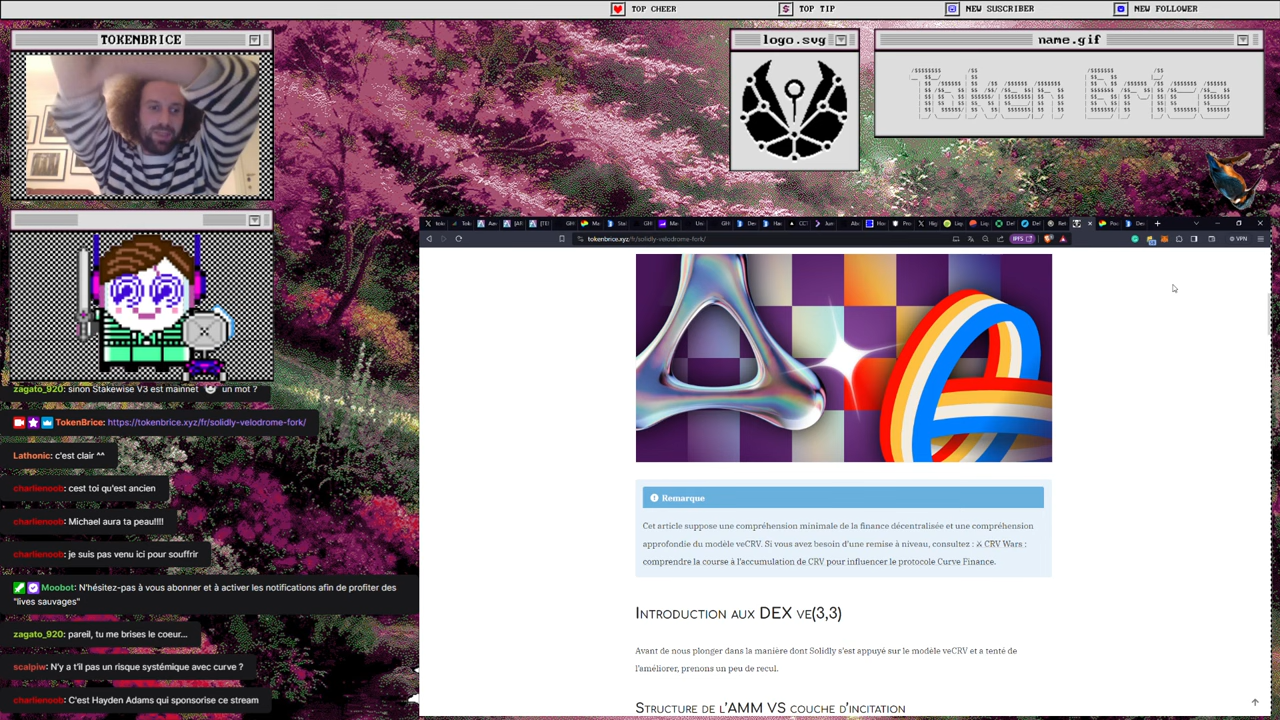 TOP CHEER
TOP TIP
NEW SUSCRIBER
NEW FOLLOWER
TOKENBRICE
logo.svg
name.gif
tokenbrice.xyz/fr/solidly-velodrome-fork/
IPFS
VPN
zagato_920: sinon Stakewise V3 est mainnet un mot ?
TokenBrice: https://tokenbrice.xyz/fr/solidly-velodrome-fork/
Lathonic: c'est clair ^^
charlienoob: cest toi qu'est ancien
charlienoob: Michael aura ta peau!!!!
charlienoob: je suis pas venu ici pour souffrir
Moobot: N'hésitez-pas à vous abonner et à activer les notifications afin de profiter des
"lives sauvages"
zagato_920: pareil, tu me brises le coeur...
scalpiw: N'y a t'il pas un risque systémique avec curve ?
charlienoob: C'est Hayden Adams qui sponsorise ce stream
Remarque
Cet article suppose une compréhension minimale de la finance décentralisée et une compréhension
approfondie du modèle veCRV. Si vous avez besoin d'une remise à niveau, consultez : ⚔ CRV Wars :
comprendre la course à l'accumulation de CRV pour influencer le protocole Curve Finance.
Introduction aux DEX ve(3,3)
Avant de nous plonger dans la manière dont Solidly s'est appuyé sur le modèle veCRV et a tenté de
l'améliorer, prenons un peu de recul.
Structure de l'AMM VS couche d'incitation